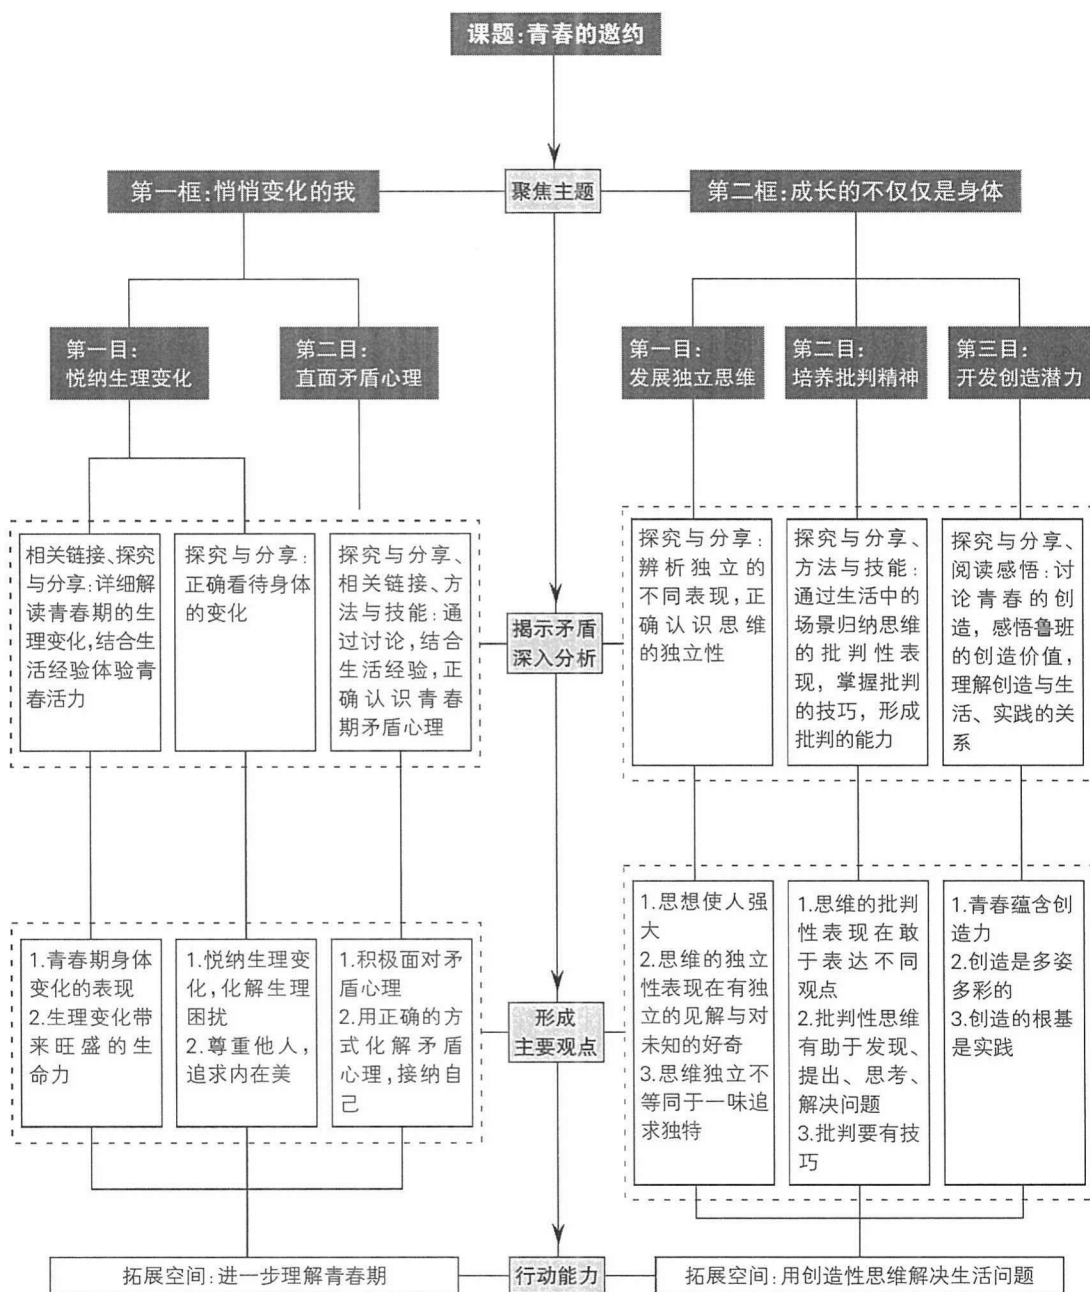 课题：青春的邀约
第一框：悄悄变化的我
聚焦主题
第二框：成长的不仅仅是身体
第一目：
悦纳生理变化
第二目：
直面矛盾心理
第一目：
发展独立思维
第二目：
培养批判精神
第三目：
开发创造潜力
相关链接、探究
与分享：详细解
读青春期的生
理变化，结合生
活经验体验青
春活力
探究与分享：
正确看待身体
的变化
探究与分享、
相关链接、方
法与技能：通
过讨论，结合
生活经验，正
确认识青春
期矛盾心理
揭示矛盾
深入分析
探究与分享：
辨析独立的
不同表现，正
确认识思维
的独立性
探究与分享、
方法与技能：
通过生活中的
场景归纳思维
的批判性表
现，掌握批判
的技巧，形成
批判的能力
探究与分享、
阅读感悟：讨
论青春的创
造，感悟鲁班
的创造价值，
理解创造与生
活、实践的关
系
1.青春期身体
变化的表现
2.生理变化带
来旺盛的生
命力
1.悦纳生理变
化，化解生理
困扰
2.尊重他人，
追求内在美
1.积极面对矛
盾心理
2.用正确的方
式化解矛盾
心理，接纳自
己
形成
主要观点
1.思想使人强
大
2.思维的独立
性表现在有独
立的见解与对
未知的好奇
3.思维独立不
等同于一味追
求独特
1.思维的批判
性表现在敢
于表达不同
观点
2.批判性思维
有助于发现、
提出、思考、
解决问题
3.批判要有技
巧
1.青春蕴含创
造力
2.创造是多姿
多彩的
3.创造的根基
是实践
拓展空间：进一步理解青春期
行动能力
拓展空间：用创造性思维解决生活问题